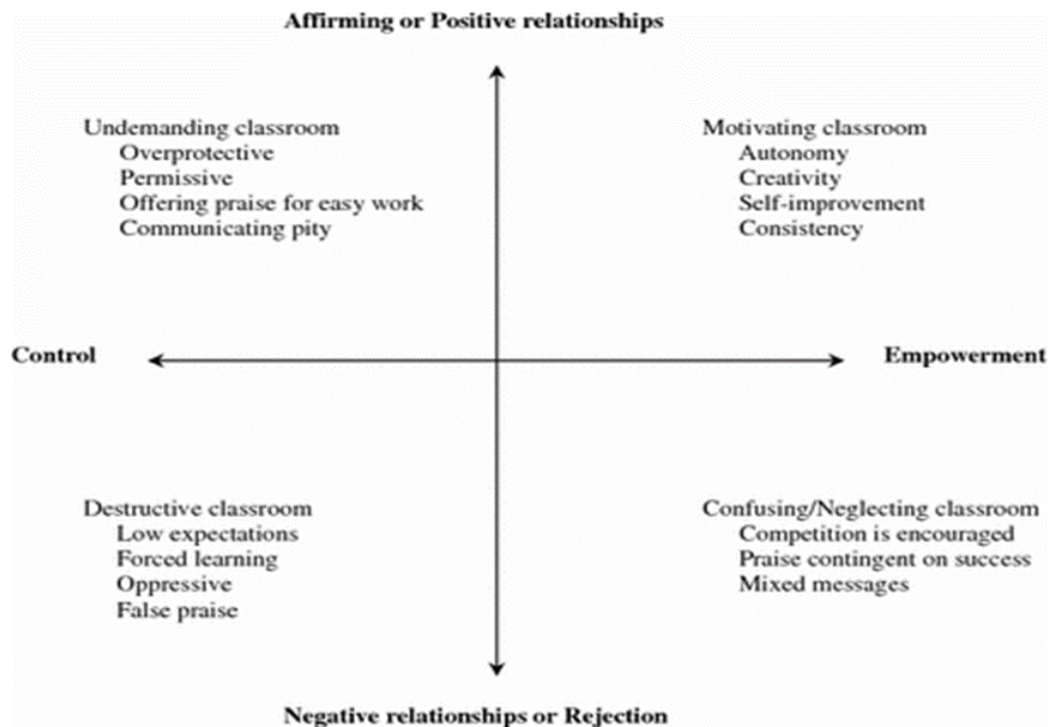 Affirming or Positive relationships
Undemanding classroom
Overprotective
Permissive
Offering praise for easy work
Communicating pity
Motivating classroom
Autonomy
Creativity
Self-improvement
Consistency
Control
Empowerment
Destructive classroom
Low expectations
Forced learning
Oppressive
False praise
Confusing/Neglecting classroom
Competition is encouraged
Praise contingent on success
Mixed messages
Negative relationships or Rejection